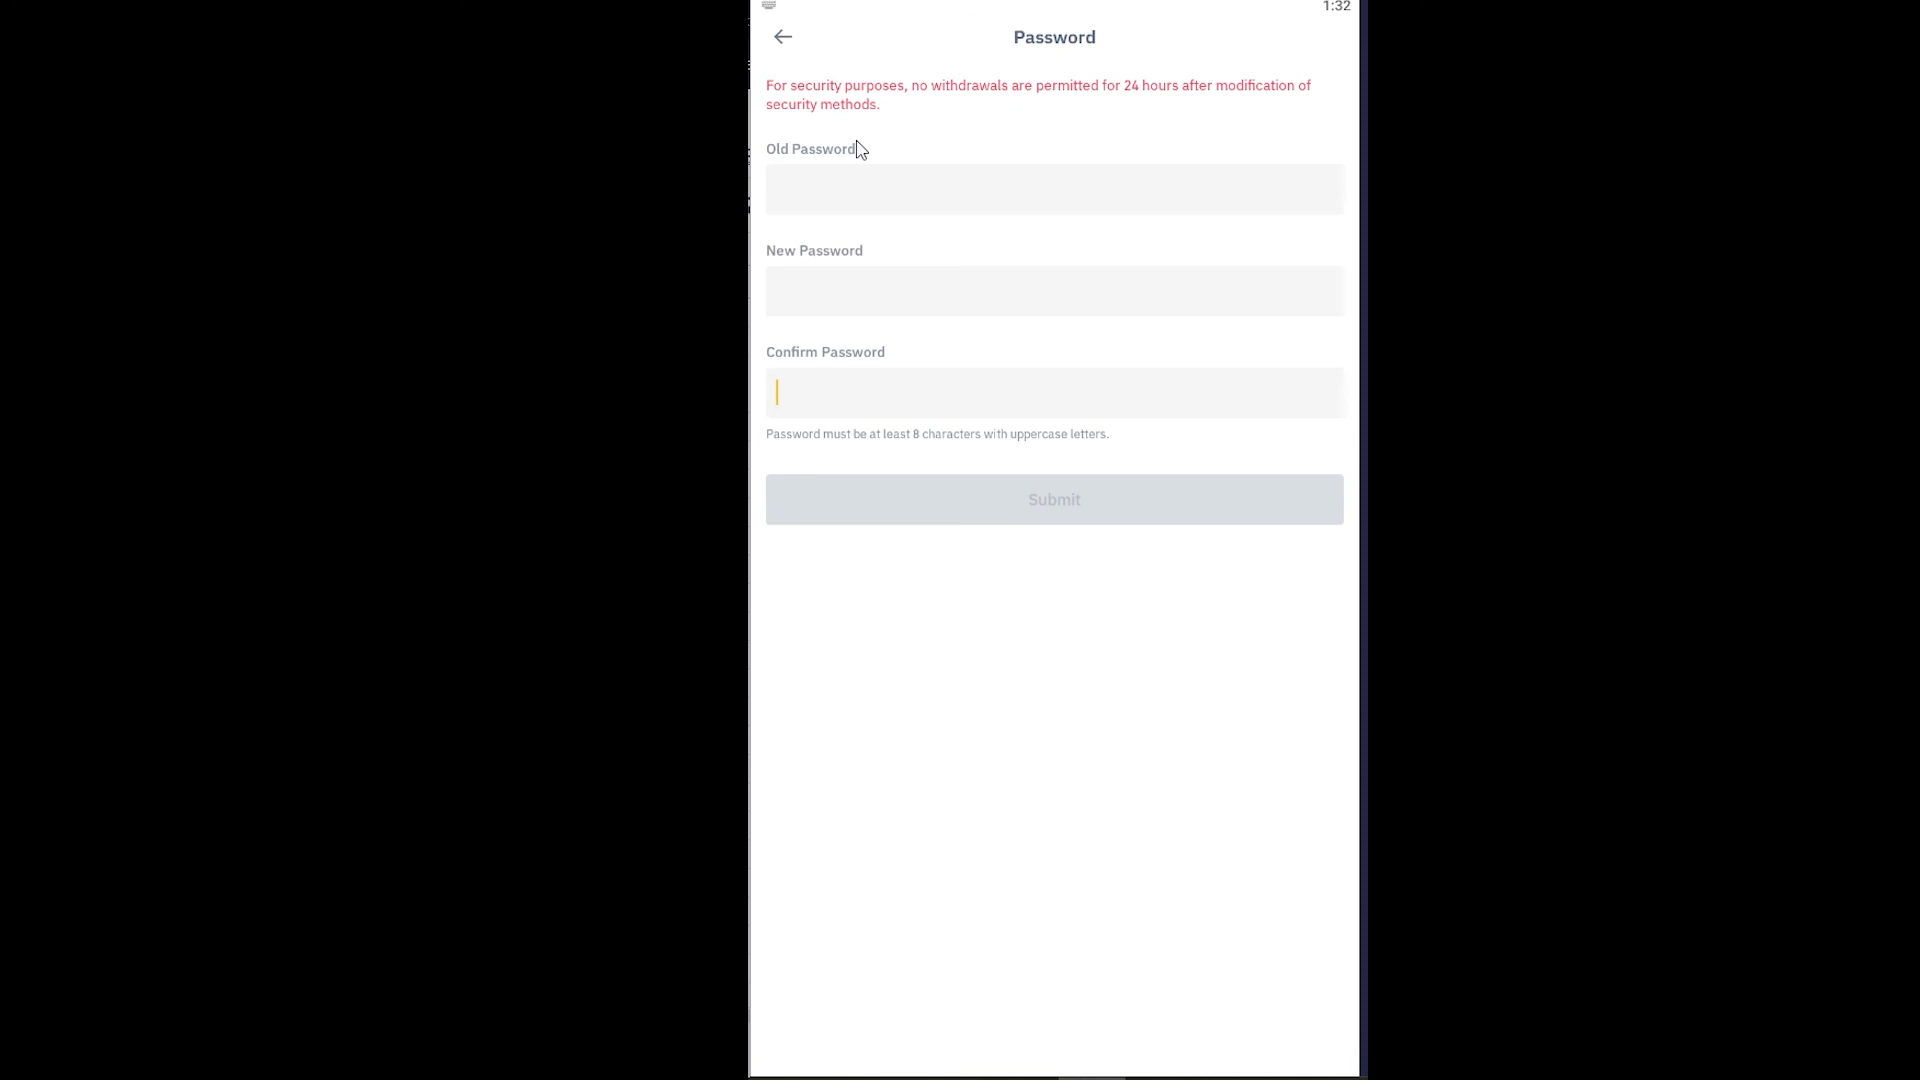 1:32
Password
For security purposes, no withdrawals are permitted for 24 hours after modification of
security methods.
Old Password
New Password
Confirm Password
Password must be at least 8 characters with uppercase letters.
Submit